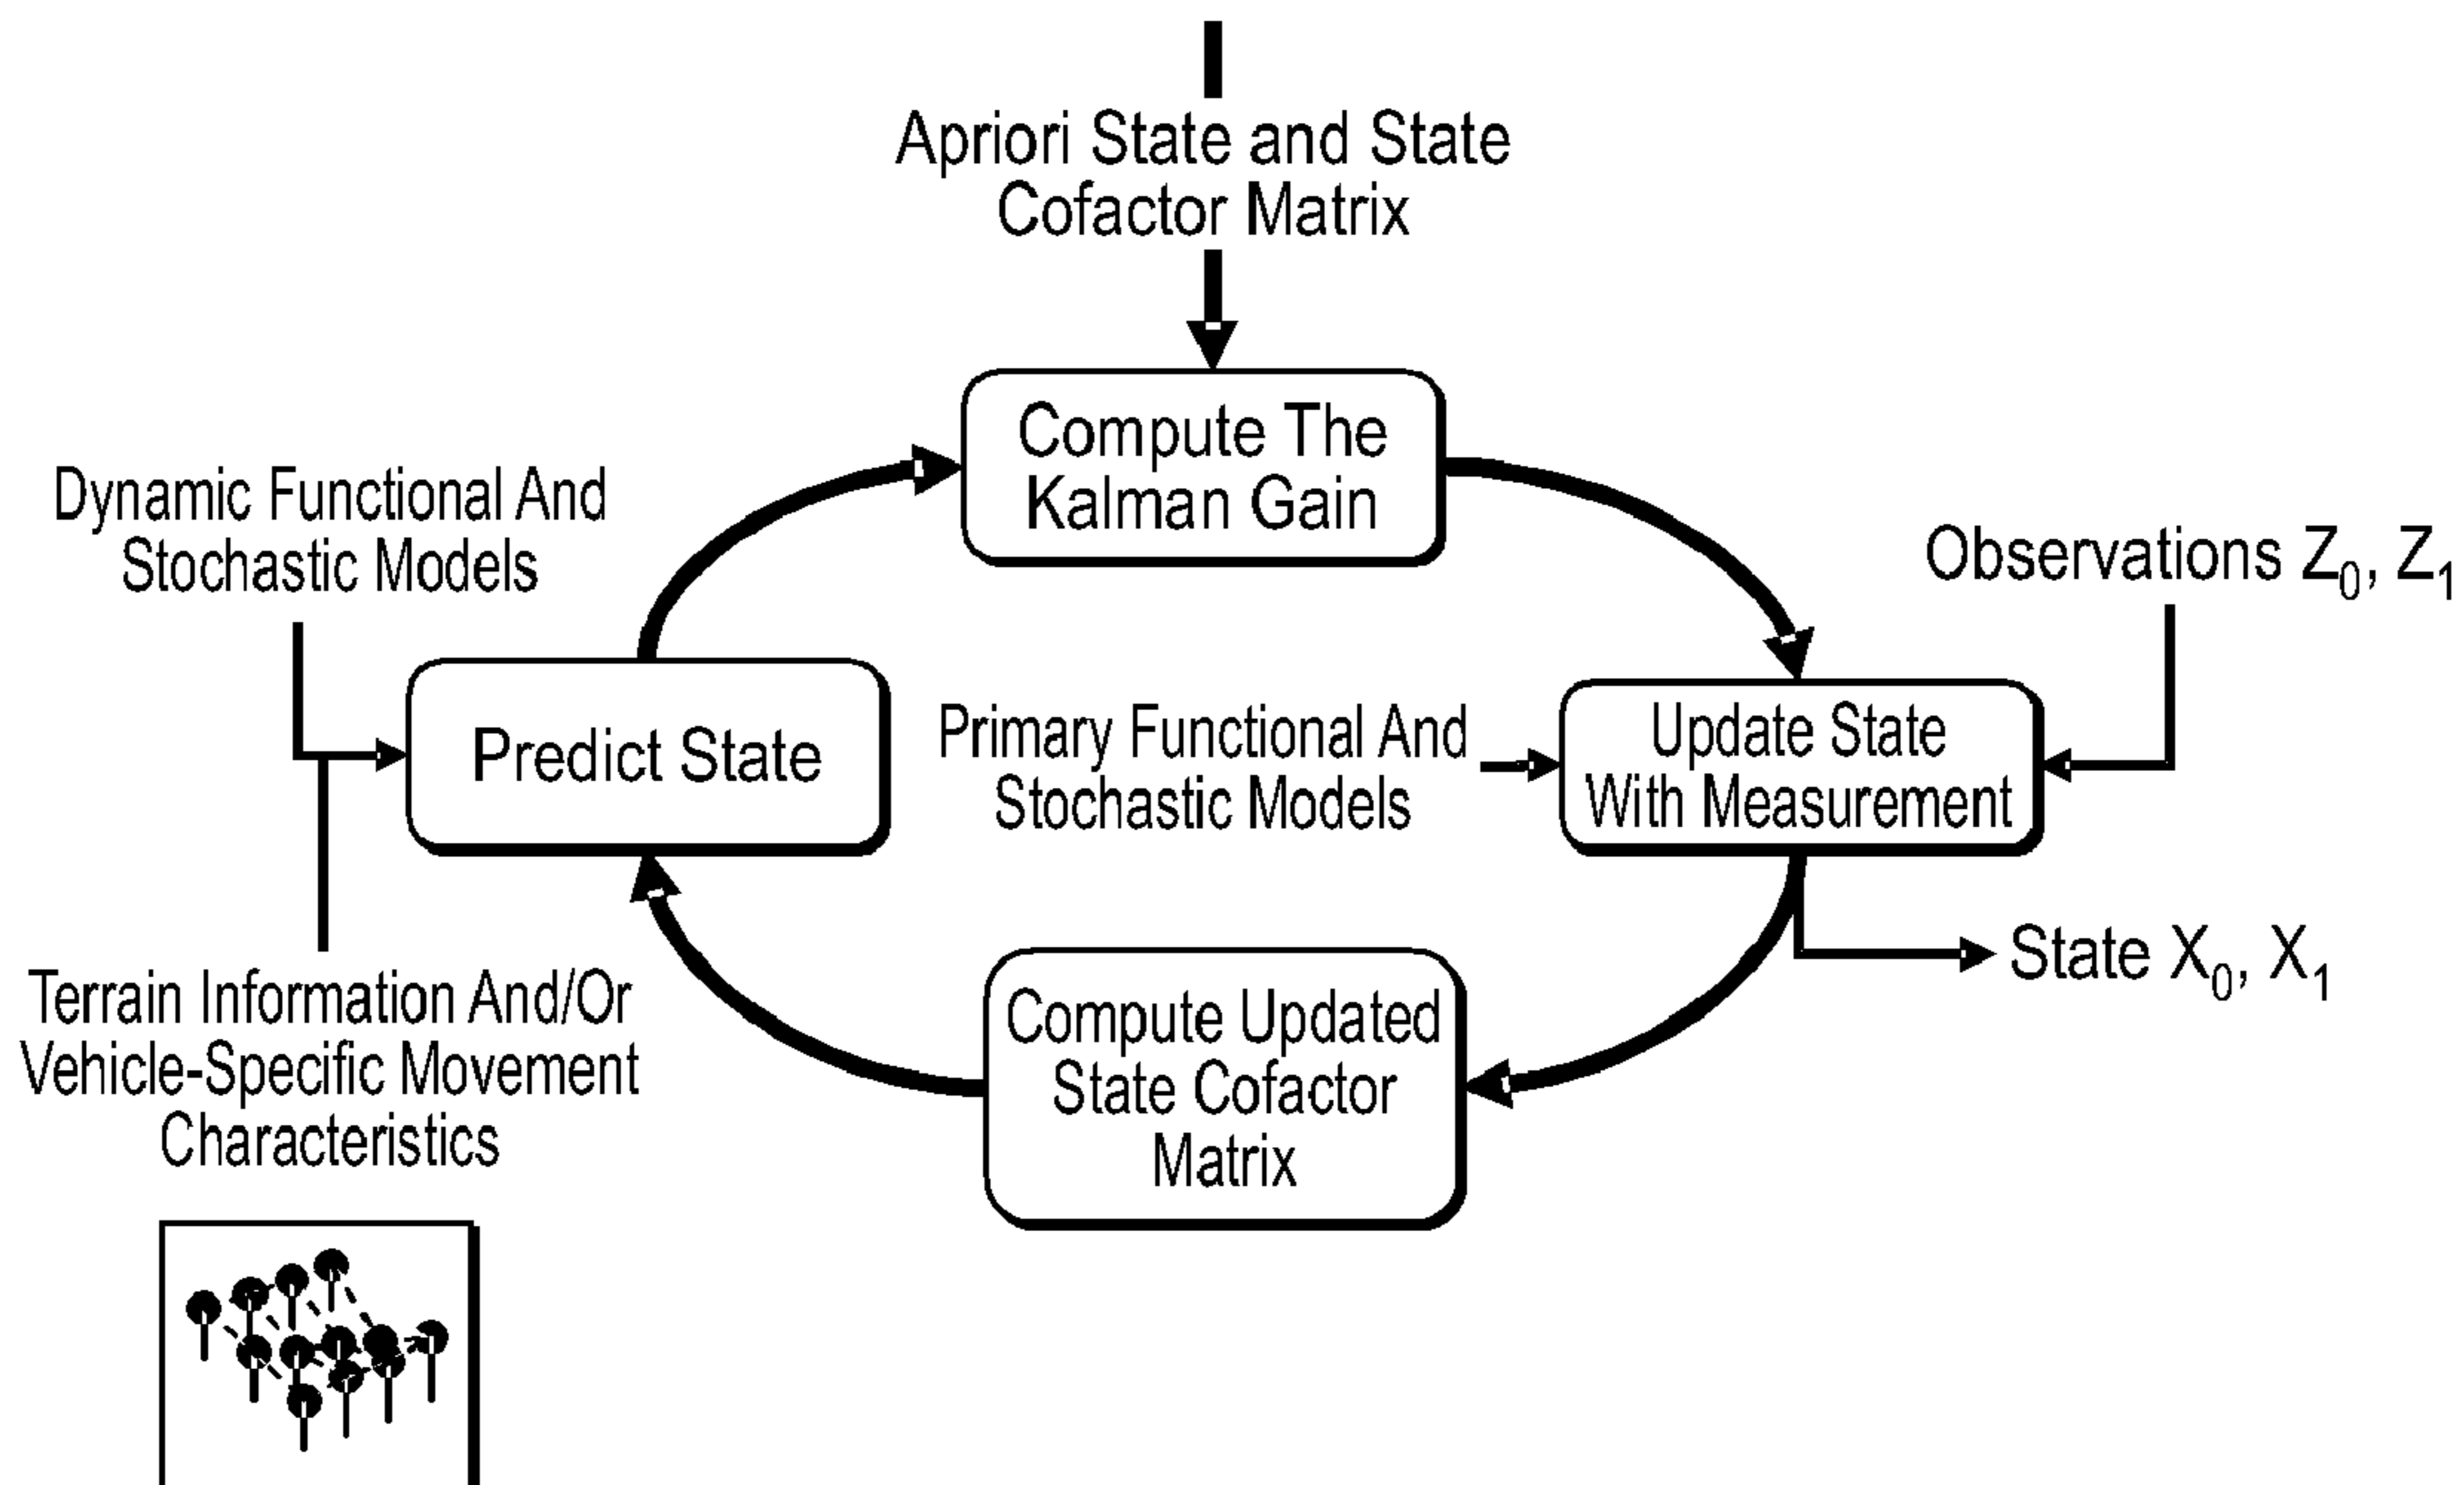 Apriori State and State
Cofactor Matrix
Compute The
Kalman Gain
Dynamic Functional And
Stochastic Models
Observations Z₀, Z₁
Predict State
Primary Functional And
Stochastic Models
Update State
With Measurement
State X₀, X₁
Terrain Information And/Or
Vehicle-Specific Movement
Characteristics
Compute Updated
State Cofactor
Matrix